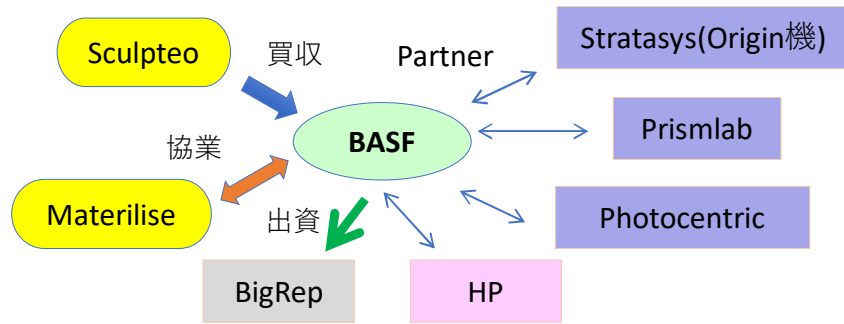 Sculpteo
買収
Partner
Stratasys(Origin機)
Prismlab
BASF
協業
Materilise
出資
Photocentric
BigRep
HP